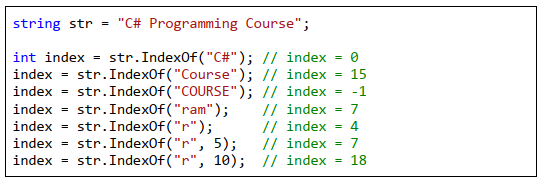 string str = "C# Programming Course";

int index = str.IndexOf("C#"); // index = 0
index = str.IndexOf("Course"); // index = 15
index = str.IndexOf("COURSE"); // index = -1
index = str.IndexOf("ram");    // index = 7
index = str.IndexOf("r");      // index = 4
index = str.IndexOf("r", 5);   // index = 7
index = str.IndexOf("r", 10);  // index = 18